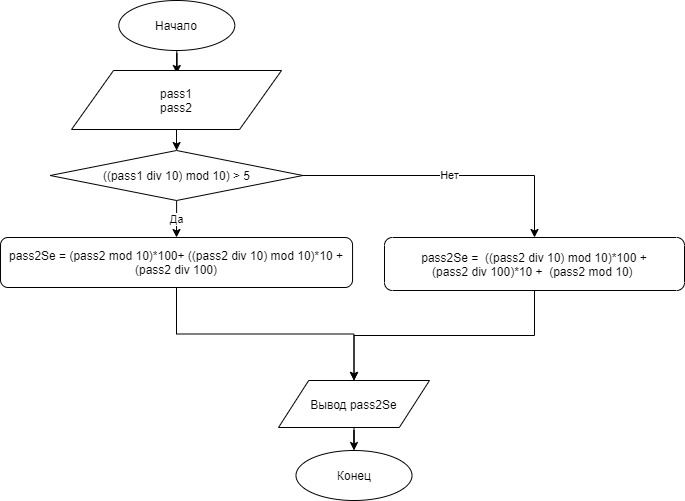 Начало
pass1
pass2
((pass1 div 10) mod 10) > 5
Нет
Да
pass2Se = (pass2 mod 10)*100+ ((pass2 div 10) mod 10)*10 +
(pass2 div 100)
pass2Se =  ((pass2 div 10) mod 10)*100 +
(pass2 div 100)*10 +  (pass2 mod 10)
Вывод pass2Se
Конец